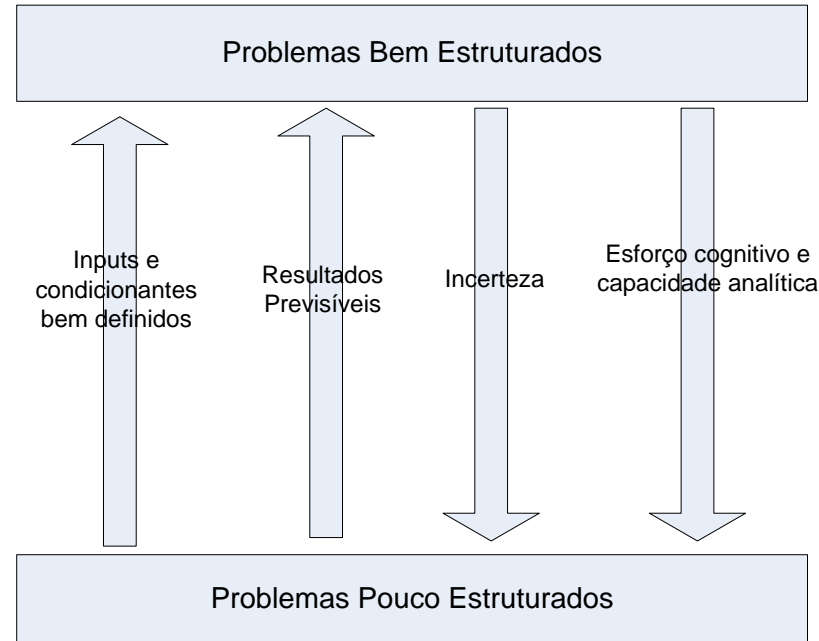 Problemas Bem Estruturados
Inputs e
condicionantes
bem definidos
Resultados
Previsíveis
Incerteza
Esforço cognitivo e
capacidade analítica
Problemas Pouco Estruturados